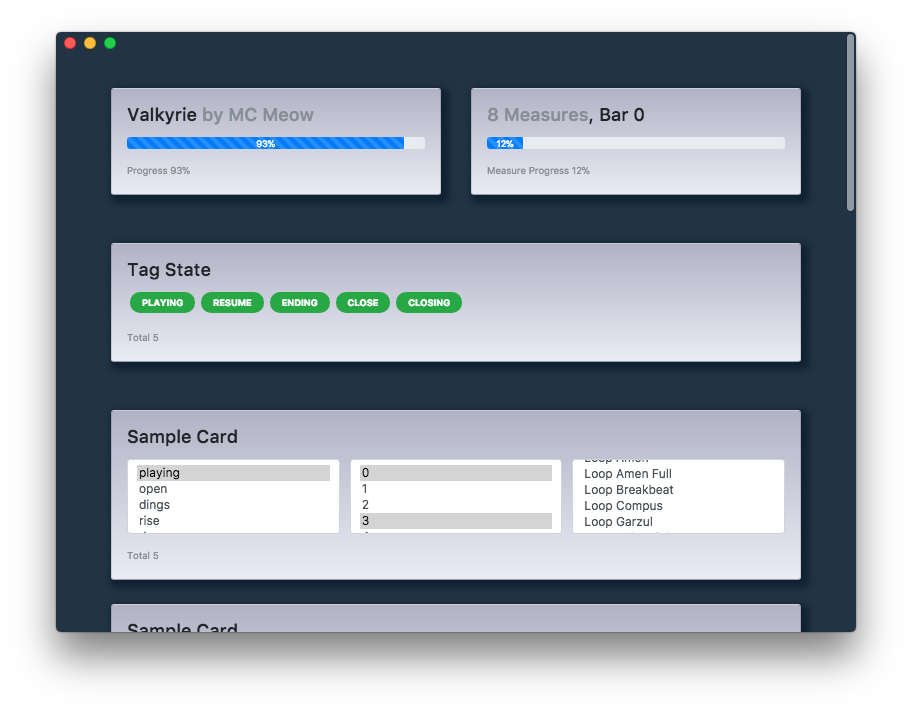 Valkyrie by MC Meow
93%
Progress 93%
8 Measures, Bar 0
12%
Measure Progress 12%
Tag State
PLAYING RESUME ENDING CLOSE CLOSING
Total 5
Sample Card
playing
open
dings
rise
0
1
2
3
Loop Amen
Loop Amen Full
Loop Breakbeat
Loop Compus
Loop Garzul
Total 5
Sample Card